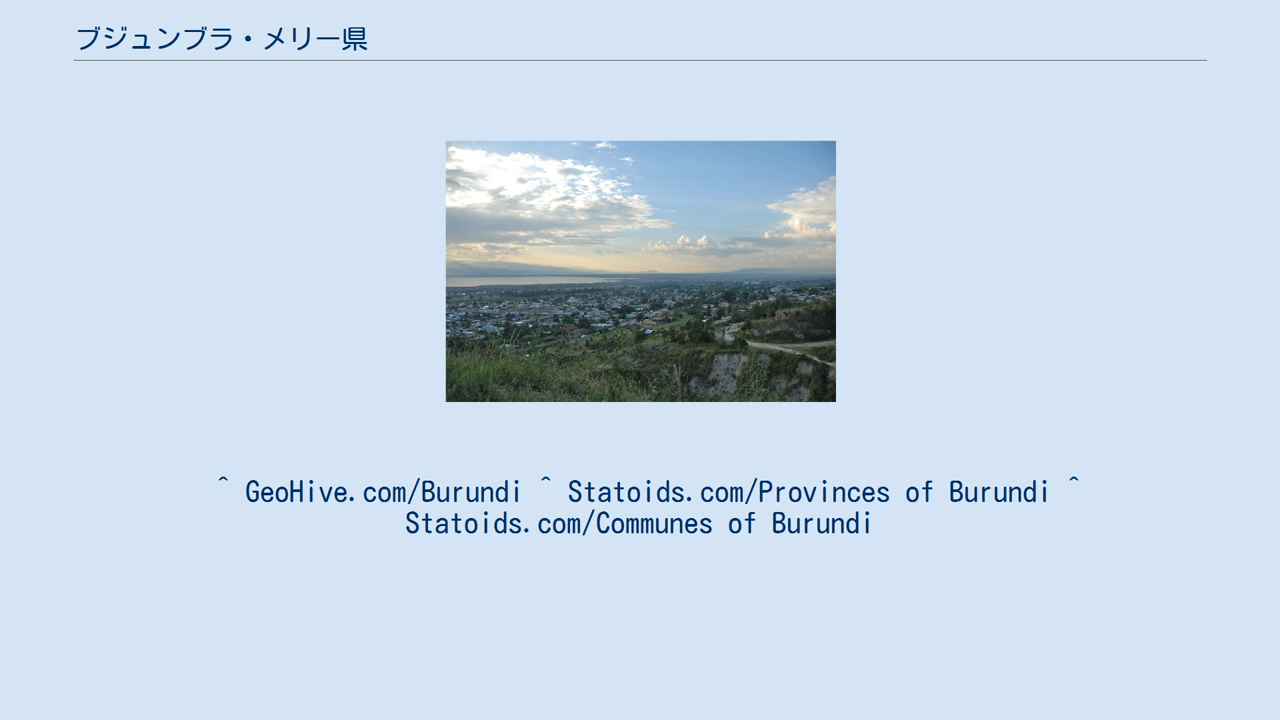 ブジュンブラ・メリー県
^ GeoHive.com/Burundi ^ Statoids.com/Provinces of Burundi ^
Statoids.com/Communes of Burundi